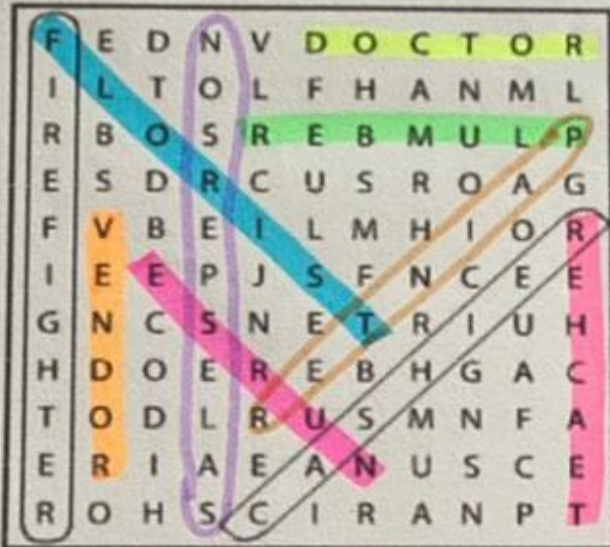 F E D N V D O C T O R
I L T O L F H A N M L
R B O S R E B M U L P
E S D R C U S R O A G
F V B E I L M H I O R
I E E P J S F N C E E
G N C S N E T R I U H
H D O E R E B H G A C
T O D L R U S M N F A
E R I A E A N U S C E
R O H S C I R A N P T